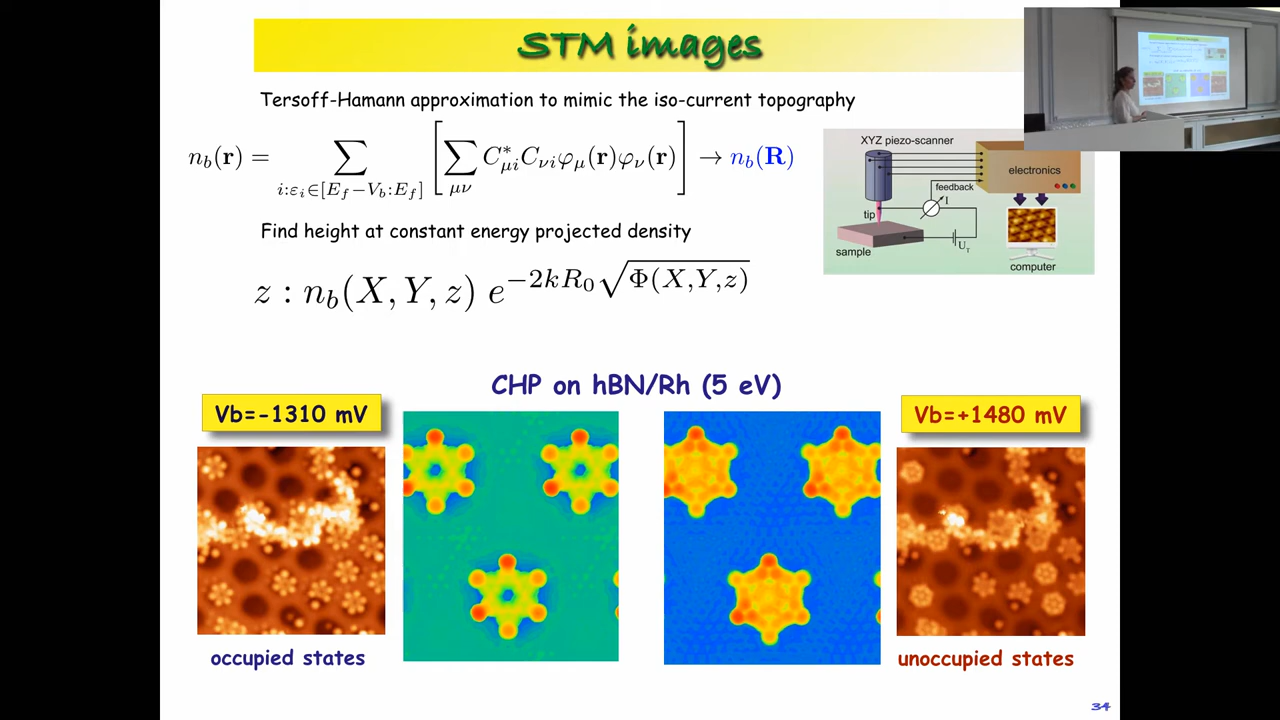 STM images
Tersoff-Hamann approximation to mimic the iso-current topography
n_b(r) = ∑_{i:ε_i∈[E_f−V_b:E_f]} [∑_{μν} C*_{μi} C_{νi} φ_μ(r) φ_ν(r)] → n_b(R)
XYZ piezo-scanner
electronics
feedback
I
tip
U_T
sample
computer
Find height at constant energy projected density
z : n_b(X, Y, z) e^{−2kR_0 √Φ(X,Y,z)}
CHP on hBN/Rh (5 eV)
Vb=-1310 mV
Vb=+1480 mV
occupied states
unoccupied states
34